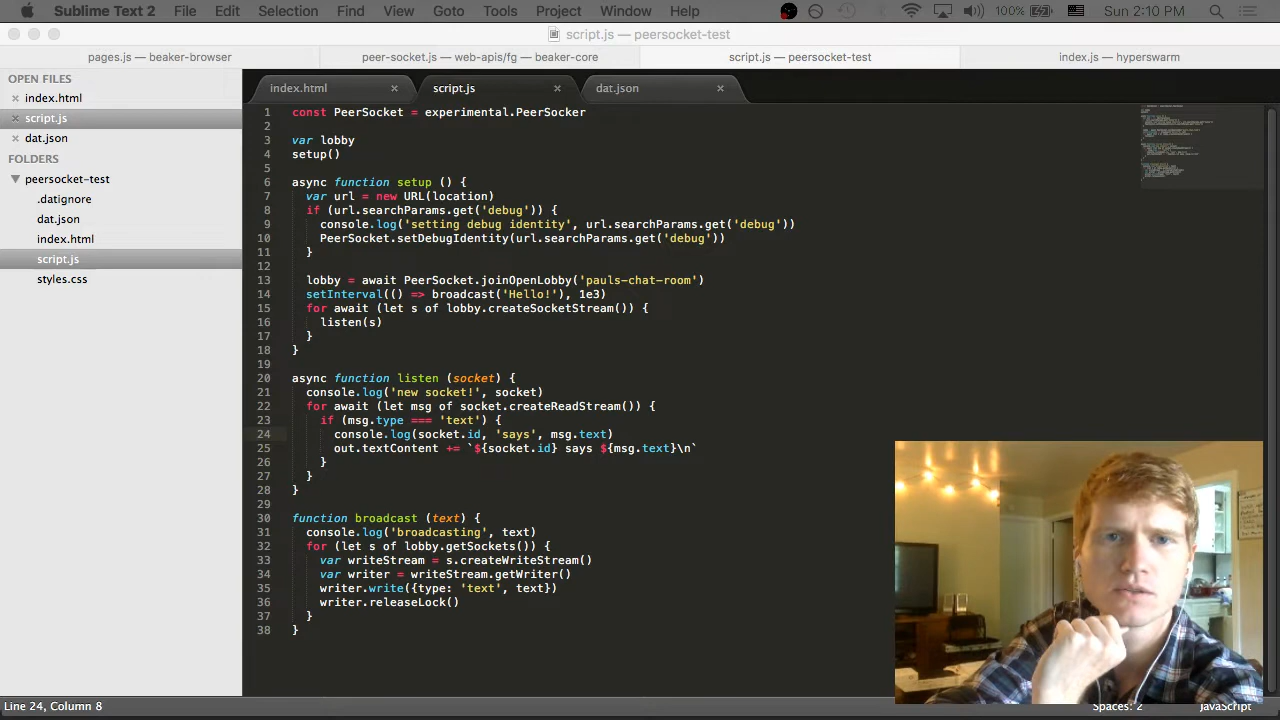 Sublime Text 2 File Edit Selection Find View Goto Tools Project Window Help 100% Sun 2:10 PM
script.js — peersocket-test
pages.js — beaker-browser peer-socket.js — web-apis/fg — beaker-core script.js — peersocket-test index.js — hyperswarm
OPEN FILES
index.html
script.js
dat.json
FOLDERS
peersocket-test
.datignore
dat.json
index.html
script.js
styles.css
index.html script.js dat.json
1 const PeerSocket = experimental.PeerSocker
2
3 var lobby
4 setup()
5
6 async function setup () {
7 var url = new URL(location)
8 if (url.searchParams.get('debug')) {
9 console.log('setting debug identity', url.searchParams.get('debug'))
10 PeerSocket.setDebugIdentity(url.searchParams.get('debug'))
11 }
12
13 lobby = await PeerSocket.joinOpenLobby('pauls-chat-room')
14 setInterval(() => broadcast('Hello!'), 1e3)
15 for await (let s of lobby.createSocketStream()) {
16 listen(s)
17 }
18 }
19
20 async function listen (socket) {
21 console.log('new socket!', socket)
22 for await (let msg of socket.createReadStream()) {
23 if (msg.type === 'text') {
24 console.log(socket.id, 'says', msg.text)
25 out.textContent += `${socket.id} says ${msg.text}\n`
26 }
27 }
28 }
29
30 function broadcast (text) {
31 console.log('broadcasting', text)
32 for (let s of lobby.getSockets()) {
33 var writeStream = s.createWriteStream()
34 var writer = writeStream.getWriter()
35 writer.write({type: 'text', text})
36 writer.releaseLock()
37 }
38 }
Line 24, Column 8 Spaces: 2 JavaScript